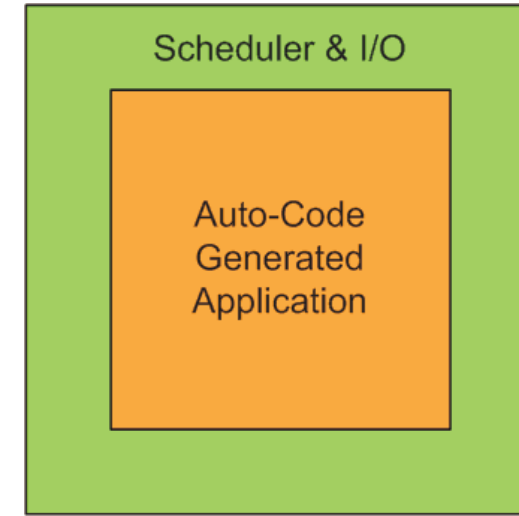 Scheduler & I/O
Auto-Code
Generated
Application